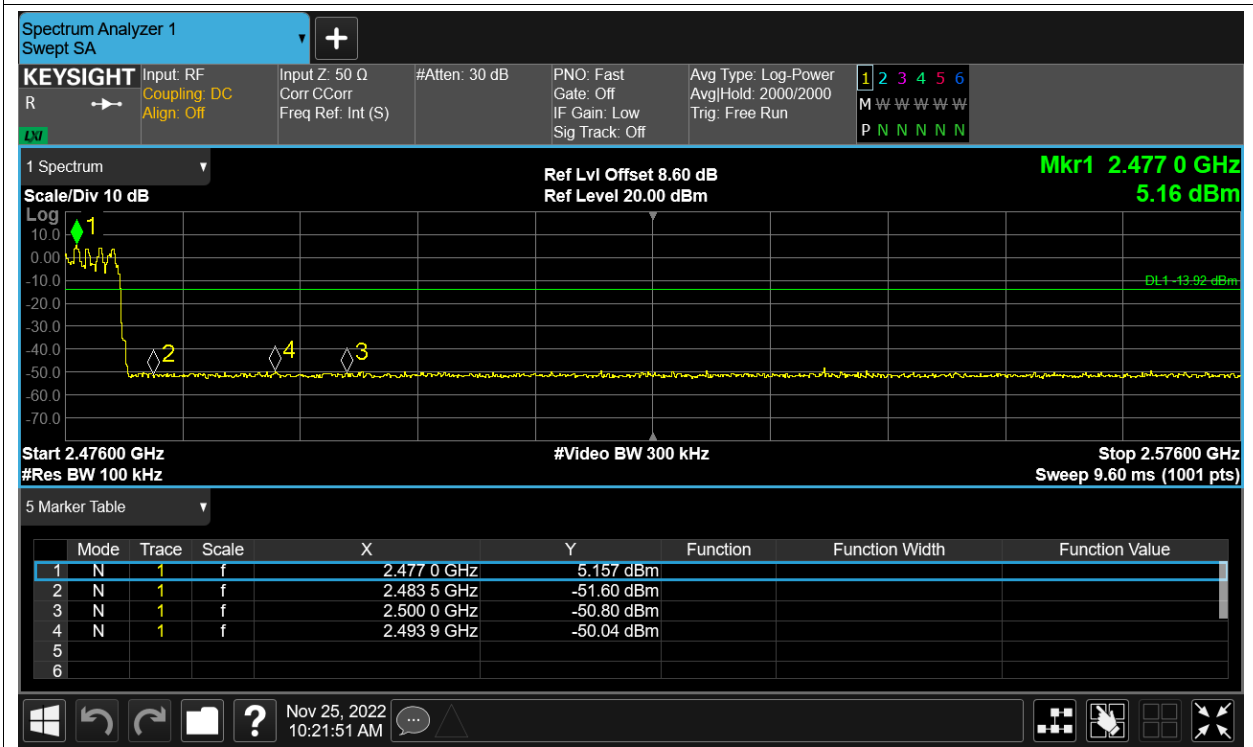 Spectrum Analyzer 1
Swept SA
+
KEYSIGHT Input: RF Input Z: 50 Ω #Atten: 30 dB PNO: Fast Avg Type: Log-Power 1 2 3 4 5 6
R Coupling: DC Corr CCorr Gate: Off Avg|Hold: 2000/2000 M W W W W W
Align: Off Freq Ref: Int (S) IF Gain: Low Trig: Free Run
LXI Sig Track: Off P N N N N N
1 Spectrum Ref Lvl Offset 8.60 dB Mkr1 2.477 0 GHz
Scale/Div 10 dB Ref Level 20.00 dBm 5.16 dBm
Log
1
10.0
0.00
-10.0 DL1 -13.92 dBm
-20.0
-30.0
-40.0 2 4 3
-50.0
-60.0
-70.0
Start 2.47600 GHz #Video BW 300 kHz Stop 2.57600 GHz
#Res BW 100 kHz Sweep 9.60 ms (1001 pts)
5 Marker Table
Mode Trace Scale X Y Function Function Width Function Value
1 N 1 f 2.477 0 GHz 5.157 dBm
2 N 1 f 2.483 5 GHz -51.60 dBm
3 N 1 f 2.500 0 GHz -50.80 dBm
4 N 1 f 2.493 9 GHz -50.04 dBm
5
6
? Nov 25, 2022
10:21:51 AM